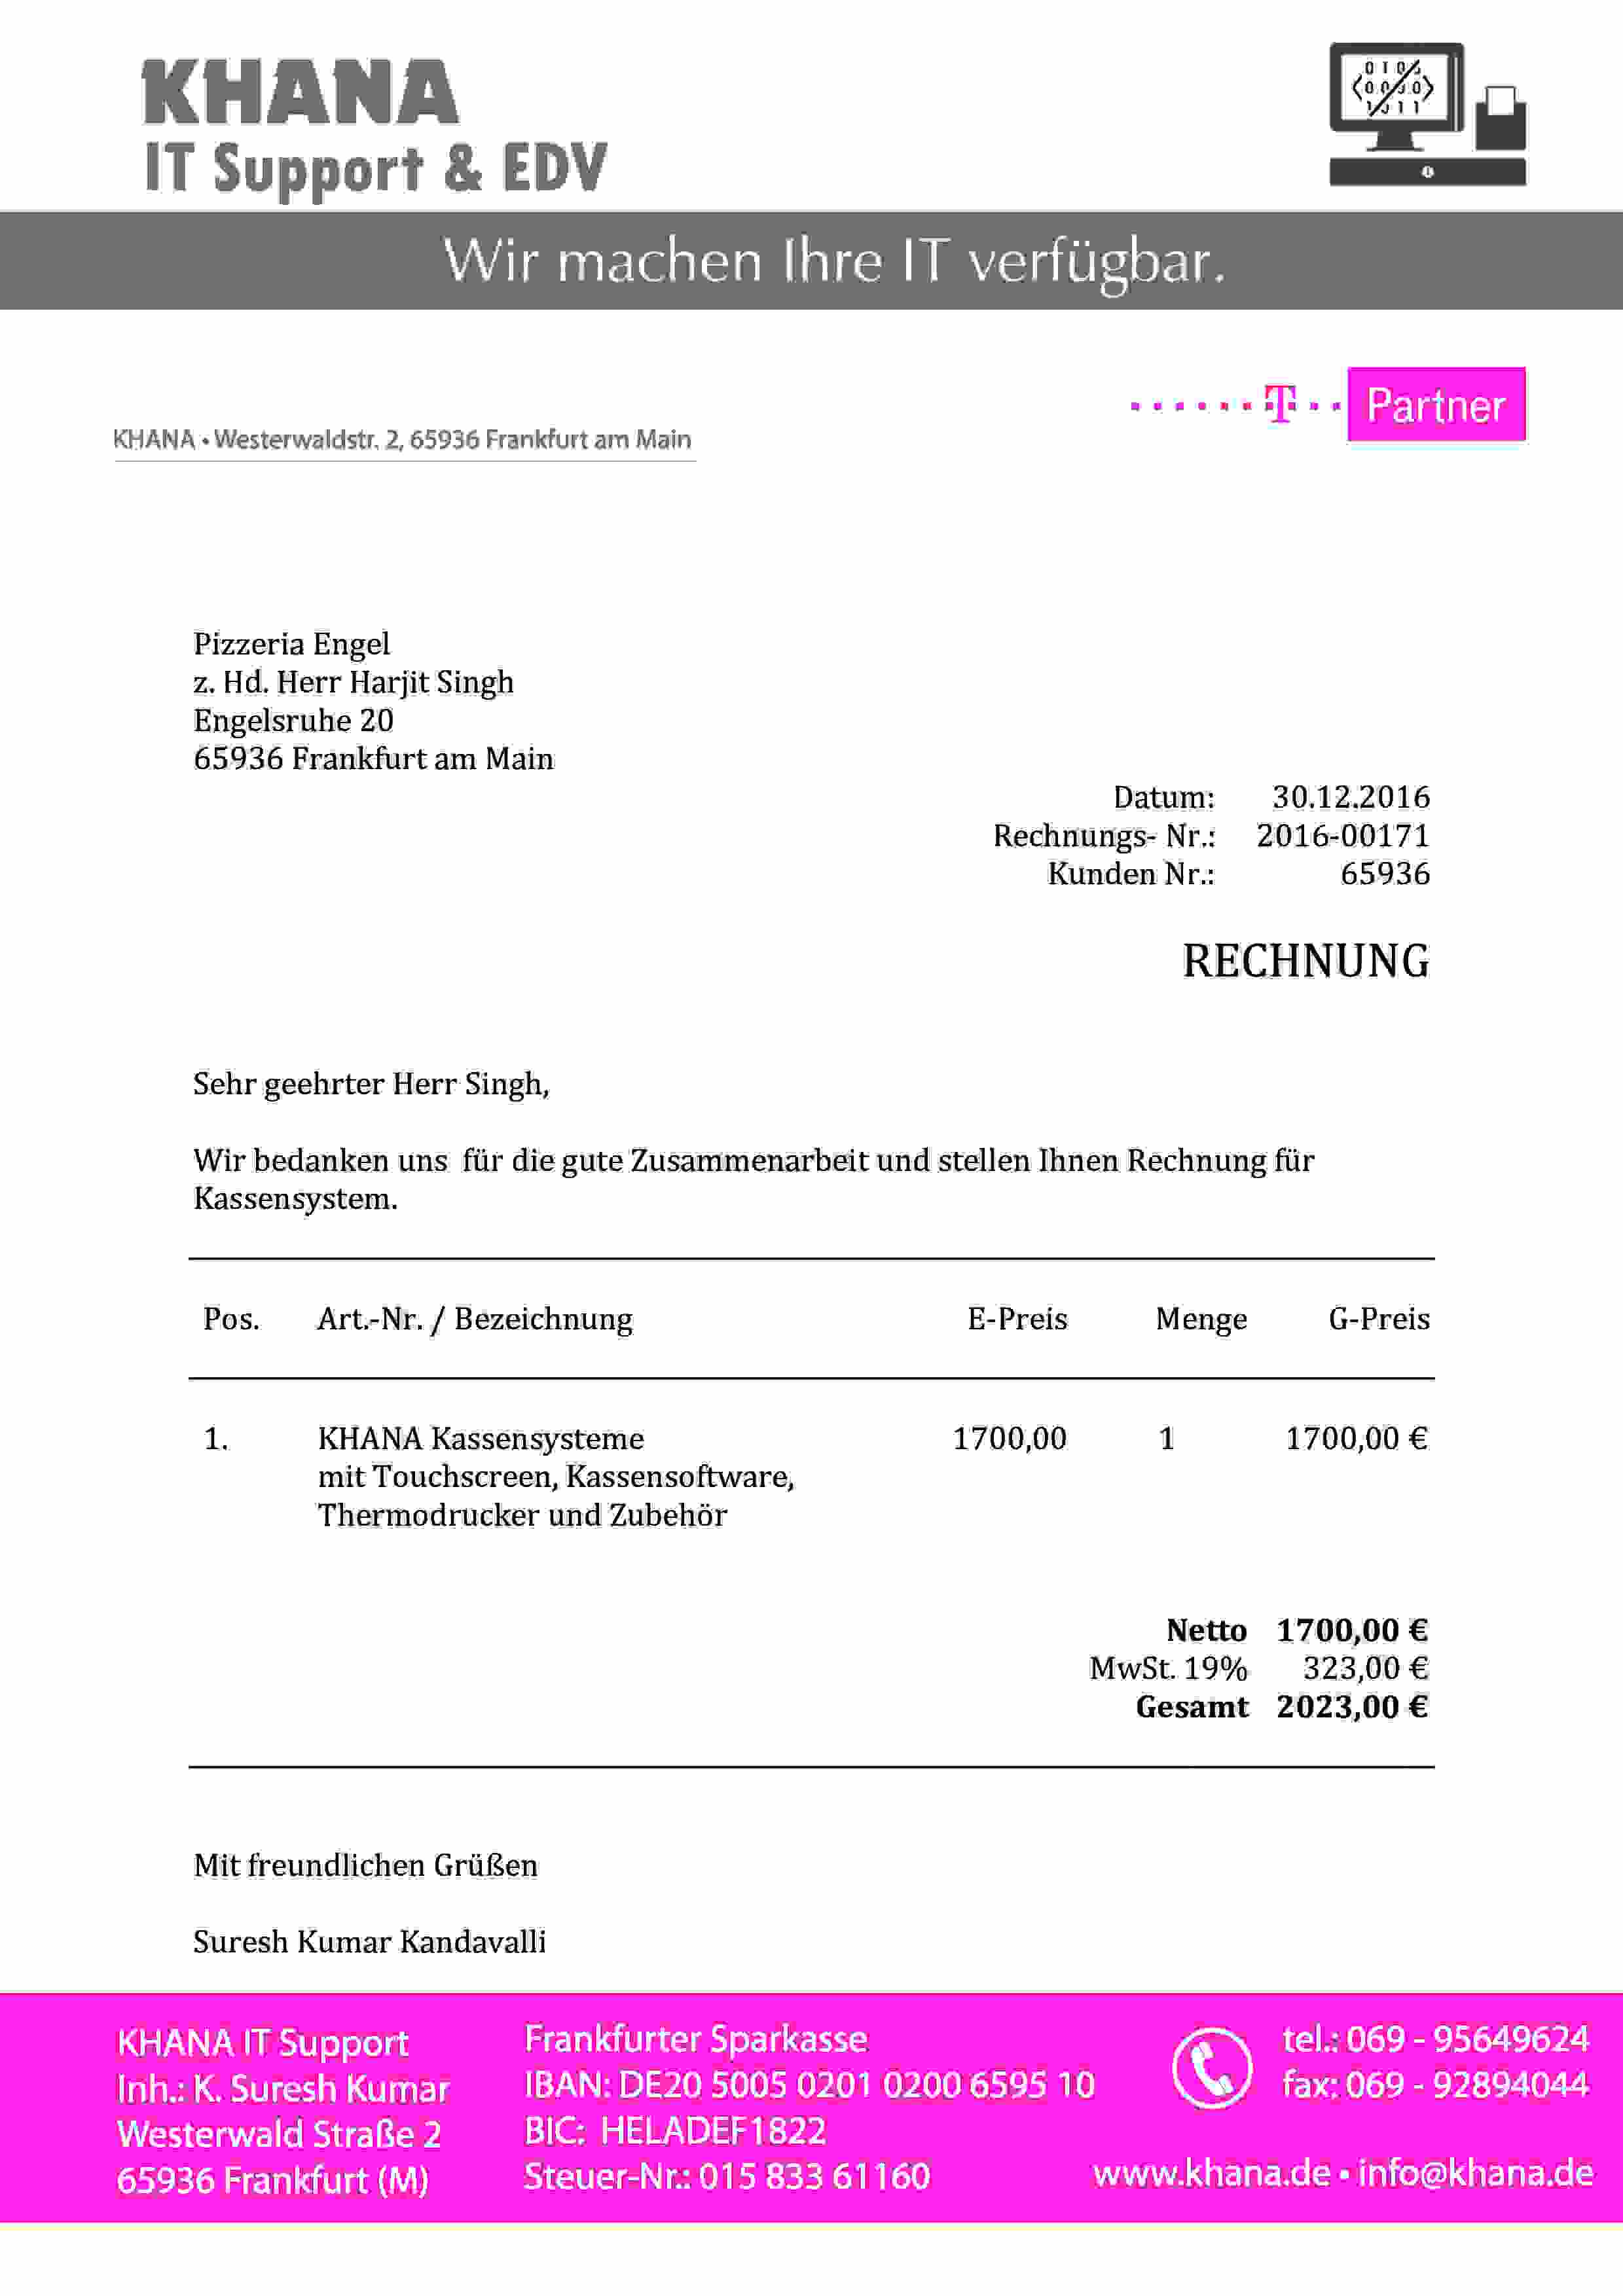 KHANA
IT Support & EDV
Wir machen Ihre IT verfügbar.
T Partner
KHANA • Westerwaldstr. 2, 65936 Frankfurt am Main
Pizzeria Engel
z. Hd. Herr Harjit Singh
Engelsruhe 20
65936 Frankfurt am Main
Datum: 30.12.2016
Rechnungs- Nr.: 2016-00171
Kunden Nr.: 65936
RECHNUNG
Sehr geehrter Herr Singh,
Wir bedanken uns für die gute Zusammenarbeit und stellen Ihnen Rechnung für
Kassensystem.
Pos. Art.-Nr. / Bezeichnung E-Preis Menge G-Preis
1. KHANA Kassensysteme 1700,00 1 1700,00 €
mit Touchscreen, Kassensoftware,
Thermodrucker und Zubehör
Netto 1700,00 €
MwSt. 19% 323,00 €
Gesamt 2023,00 €
Mit freundlichen Grüßen
Suresh Kumar Kandavalli
KHANA IT Support
Inh.: K. Suresh Kumar
Westerwald Straße 2
65936 Frankfurt (M)
Frankfurter Sparkasse
IBAN: DE20 5005 0201 0200 6595 10
BIC: HELADEF1822
Steuer-Nr.: 015 833 61160
tel.: 069 - 95649624
fax: 069 - 92894044
www.khana.de • info@khana.de